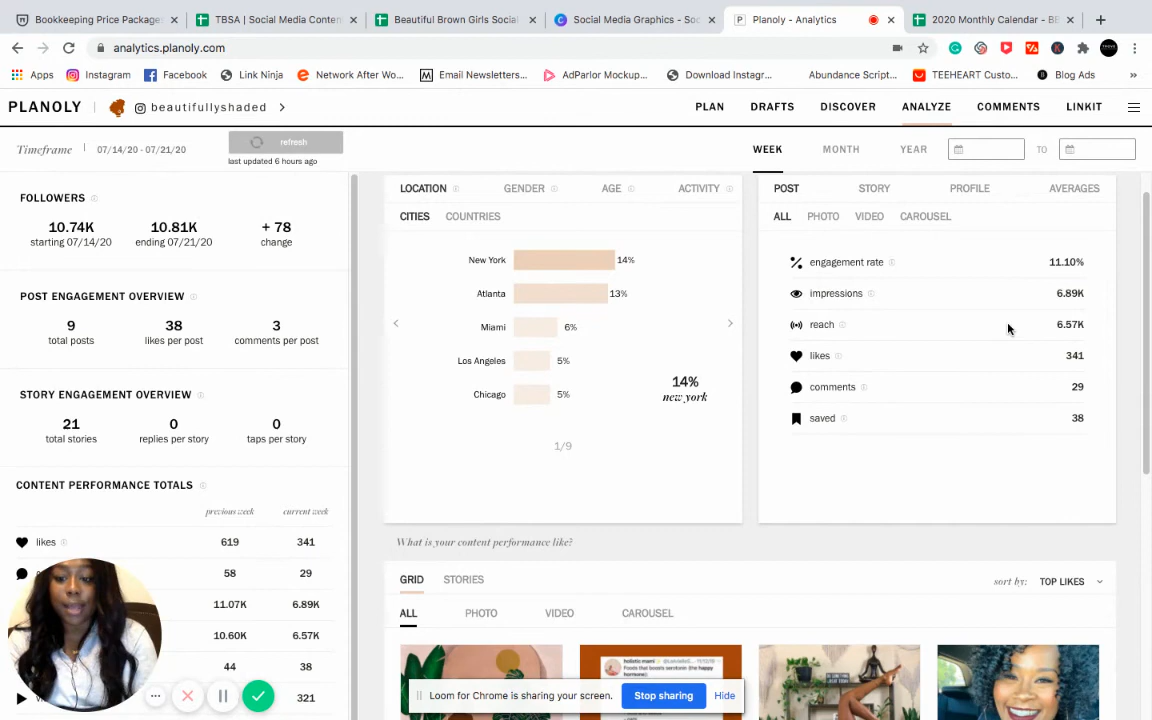 Bookkeeping Price Packages
TBSA | Social Media Conten
Beautiful Brown Girls Social
Social Media Graphics - Soc
Planoly - Analytics
2020 Monthly Calendar - BB
analytics.planoly.com
Apps
Instagram
Facebook
Link Ninja
Network After Wo...
Email Newsletters...
AdParlor Mockup...
Download Instagr...
Abundance Script...
TEEHEART Custo...
Blog Ads
PLANOLY
beautifullyshaded
PLAN
DRAFTS
DISCOVER
ANALYZE
COMMENTS
LINKIT
Timeframe
07/14/20 - 07/21/20
refresh
last updated 6 hours ago
WEEK
MONTH
YEAR
TO
FOLLOWERS
10.74K
10.81K
+ 78
starting 07/14/20
ending 07/21/20
change
POST ENGAGEMENT OVERVIEW
9
38
3
total posts
likes per post
comments per post
STORY ENGAGEMENT OVERVIEW
21
0
0
total stories
replies per story
taps per story
CONTENT PERFORMANCE TOTALS
previous week
current week
likes
619
341
58
29
11.07K
6.89K
10.60K
6.57K
44
38
321
LOCATION
GENDER
AGE
ACTIVITY
CITIES
COUNTRIES
New York
14%
Atlanta
13%
Miami
6%
Los Angeles
5%
Chicago
5%
14%
new york
1/9
POST
STORY
PROFILE
AVERAGES
ALL
PHOTO
VIDEO
CAROUSEL
engagement rate
11.10%
impressions
6.89K
reach
6.57K
likes
341
comments
29
saved
38
What is your content performance like?
GRID
STORIES
sort by:
TOP LIKES
ALL
PHOTO
VIDEO
CAROUSEL
Foods that boosts serotonin (the happy
hormone):
Loom for Chrome is sharing your screen.
Stop sharing
Hide